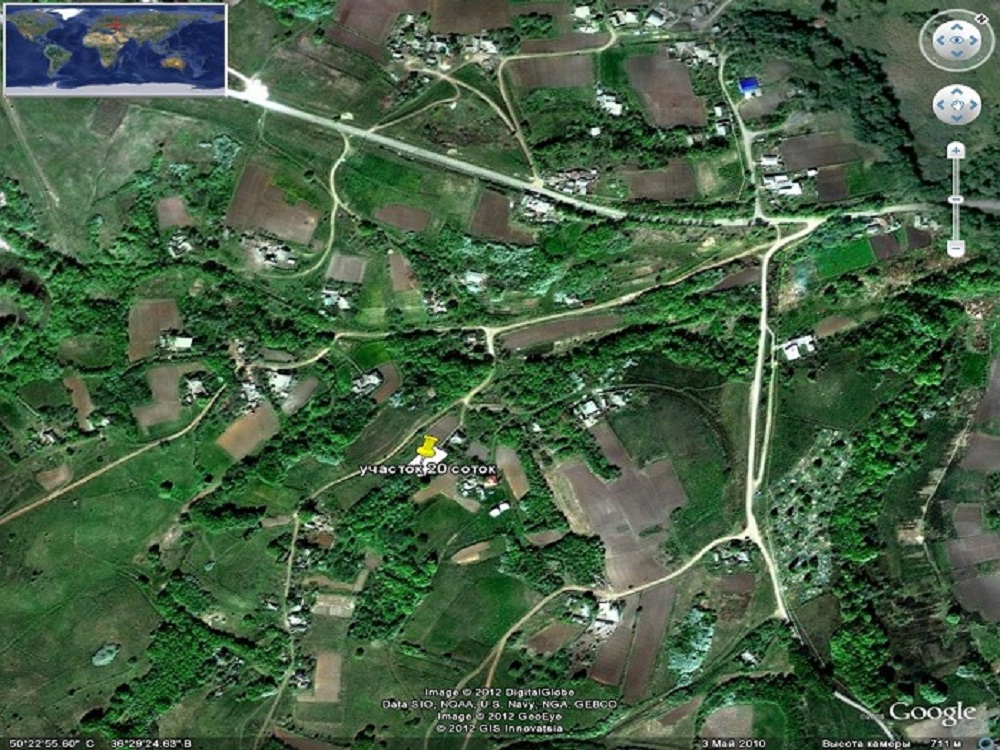 участок 20 соток
Image © 2012 DigitalGlobe
Data SIO, NOAA, U.S. Navy, NGA, GEBCO
Image © 2012 GeoEye
© 2012 GIS Innovatsia
Google
50°22'55.60" С 36°29'24.63" В 3 Май 2010 Высота камеры 711 м